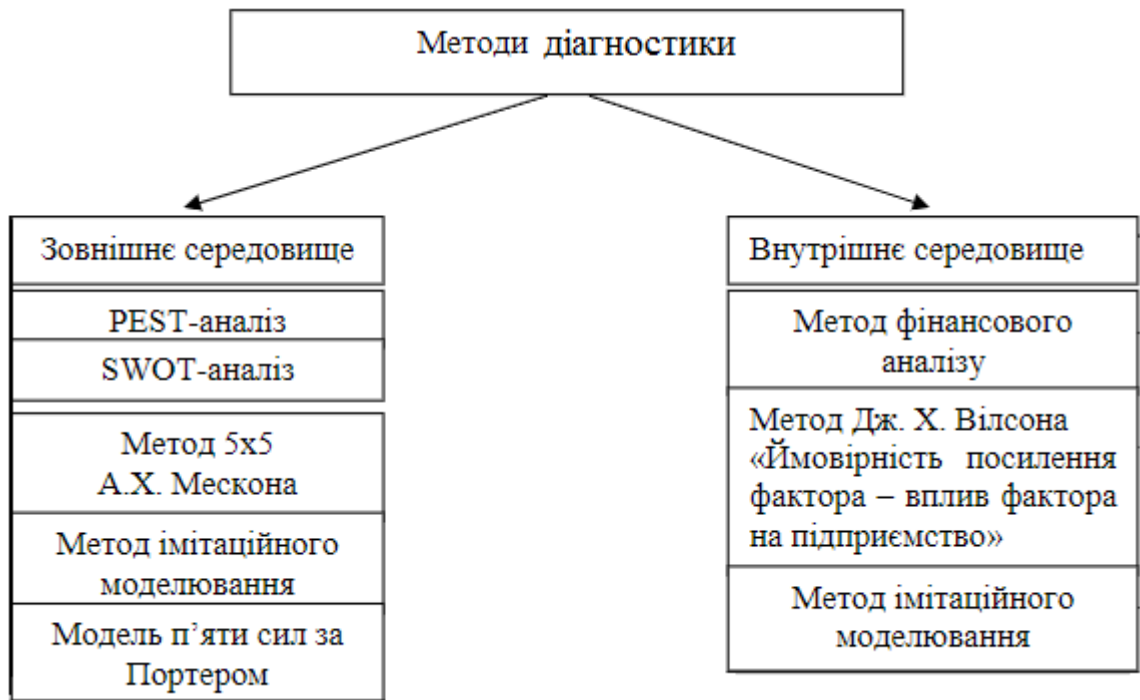 Методи діагностики
Зовнішнє середовище
PEST-аналіз
SWOT-аналіз
Метод 5х5
А.Х. Мескона
Метод імітаційного
моделювання
Модель п’яти сил за
Портером
Внутрішнє середовище
Метод фінансового
аналізу
Метод Дж. Х. Вілсона
«Ймовірність посилення
фактора – вплив фактора
на підприємство»
Метод імітаційного
моделювання